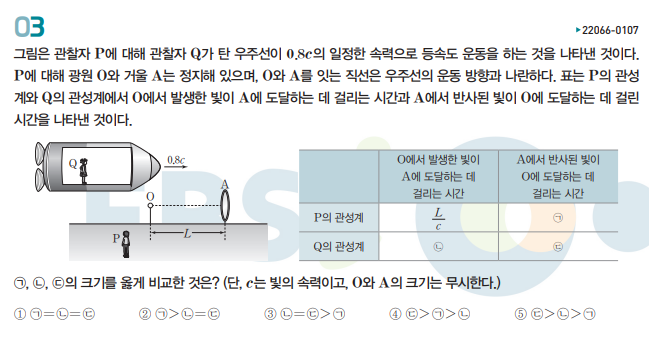 03
▶22066-0107
그림은 관찰자 P에 대해 관찰자 Q가 탄 우주선이 0.8c의 일정한 속력으로 등속도 운동을 하는 것을 나타낸 것이다.
P에 대해 광원 O와 거울 A는 정지해 있으며, O와 A를 잇는 직선은 우주선의 운동 방향과 나란하다. 표는 P의 관성
계와 Q의 관성계에서 O에서 발생한 빛이 A에 도달하는 데 걸리는 시간과 A에서 반사된 빛이 O에 도달하는 데 걸린
시간을 나타낸 것이다.
Q
0.8c
O
A
P
L
O에서 발생한 빛이 A에 도달하는 데 걸리는 시간
A에서 반사된 빛이 O에 도달하는 데 걸리는 시간
P의 관성계 L/c ㉠
Q의 관성계 ㉡ ㉢
㉠, ㉡, ㉢의 크기를 옳게 비교한 것은? (단, c는 빛의 속력이고, O와 A의 크기는 무시한다.)
① ㉠=㉡=㉢ ② ㉠>㉡=㉢ ③ ㉡=㉢>㉠ ④ ㉢>㉠>㉡ ⑤ ㉢>㉡>㉠
EBS